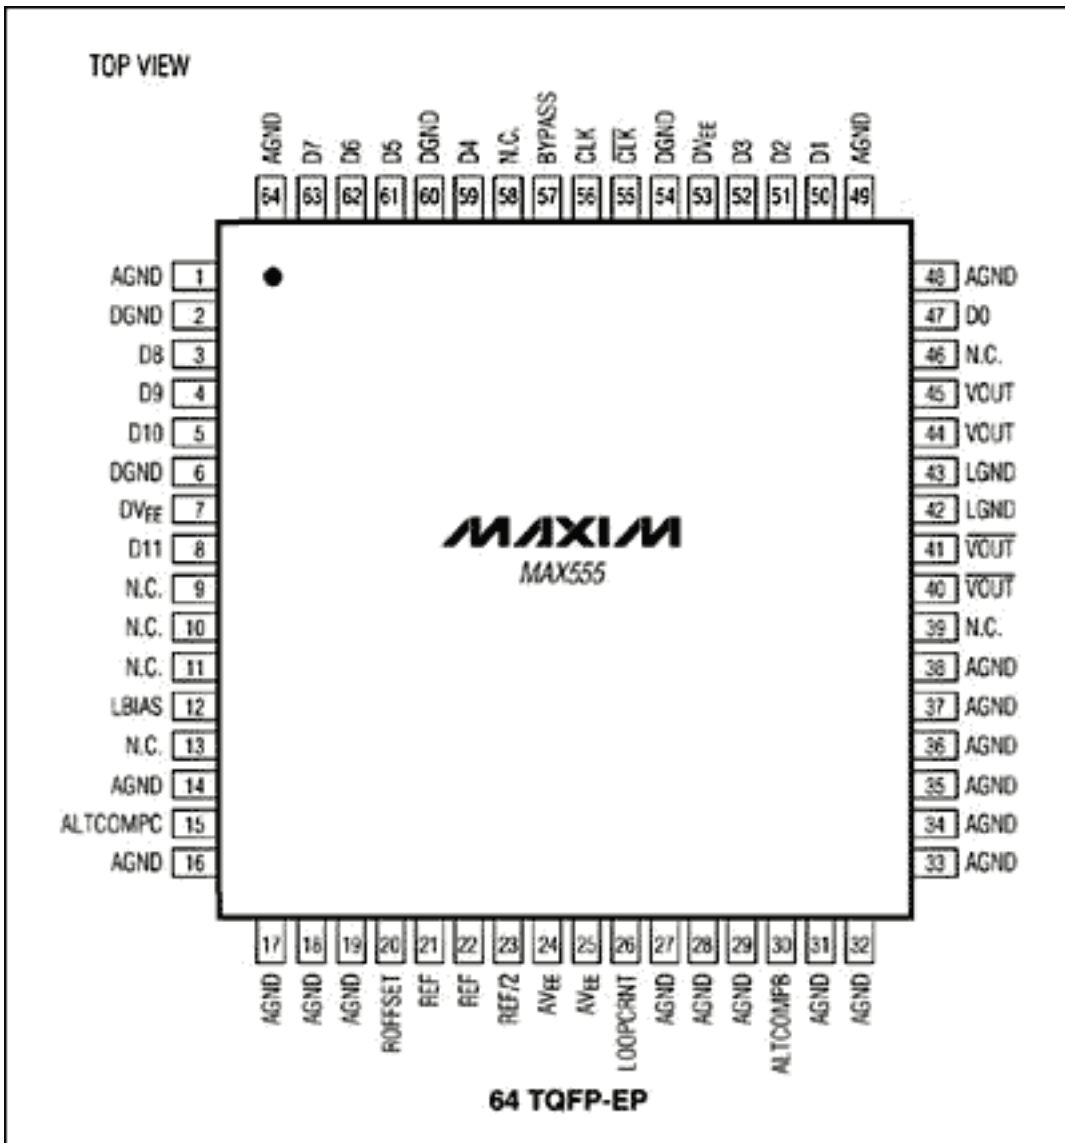 TOP VIEW
AGND D7 D6 D5 DGND D4 N.C. BYPASS CLK C̅L̅K̅ DGND DVEE D3 D2 D1 AGND
64 63 62 61 60 59 58 57 56 55 54 53 52 51 50 49
AGND 1 48 AGND
DGND 2 47 D0
D8 3 46 N.C.
D9 4 45 VOUT
D10 5 44 VOUT
DGND 6 43 LGND
DVEE 7 42 LGND
D11 8 41 V̅O̅U̅T̅
N.C. 9 40 V̅O̅U̅T̅
N.C. 10 39 N.C.
N.C. 11 38 AGND
LBIAS 12 37 AGND
N.C. 13 36 AGND
AGND 14 35 AGND
ALTCOMPC 15 34 AGND
AGND 16 33 AGND
MAXIM
MAX555
17 18 19 20 21 22 23 24 25 26 27 28 29 30 31 32
AGND AGND AGND ROFFSET REF REF REF/2 AVEE AVEE LOOPCRNT AGND AGND AGND ALTCOMPB AGND AGND
64 TQFP-EP